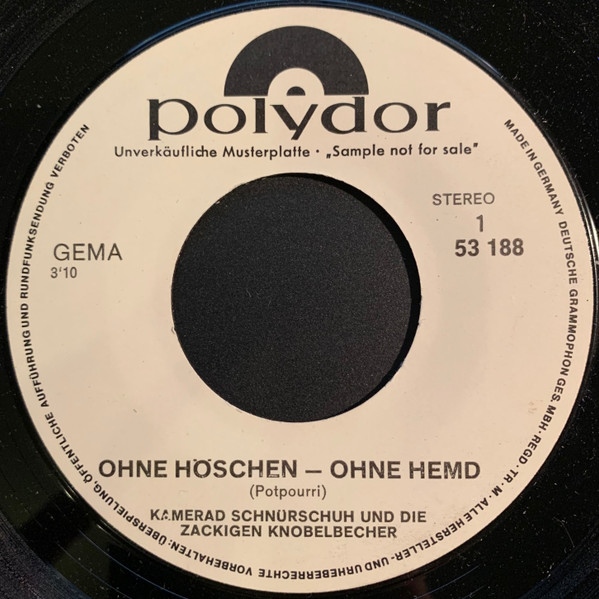 polydor
Unverkäufliche Musterplatte · „Sample not for sale"
STEREO
1
53 188
GEMA
3'10
OHNE HÖSCHEN – OHNE HEMD
(Potpourri)
KAMERAD SCHNÜRSCHUH UND DIE
ZACKIGEN KNOBELBECHER
MADE IN GERMANY DEUTSCHE GRAMMOPHON GES. MBH · REGD · TR · M · ALLE HERSTELLER- UND URHEBERRECHTE VORBEHALTEN: ÜBERSPIELUNG, ÖFFENTLICHE AUFFÜHRUNG UND RUNDFUNKSENDUNG VERBOTEN